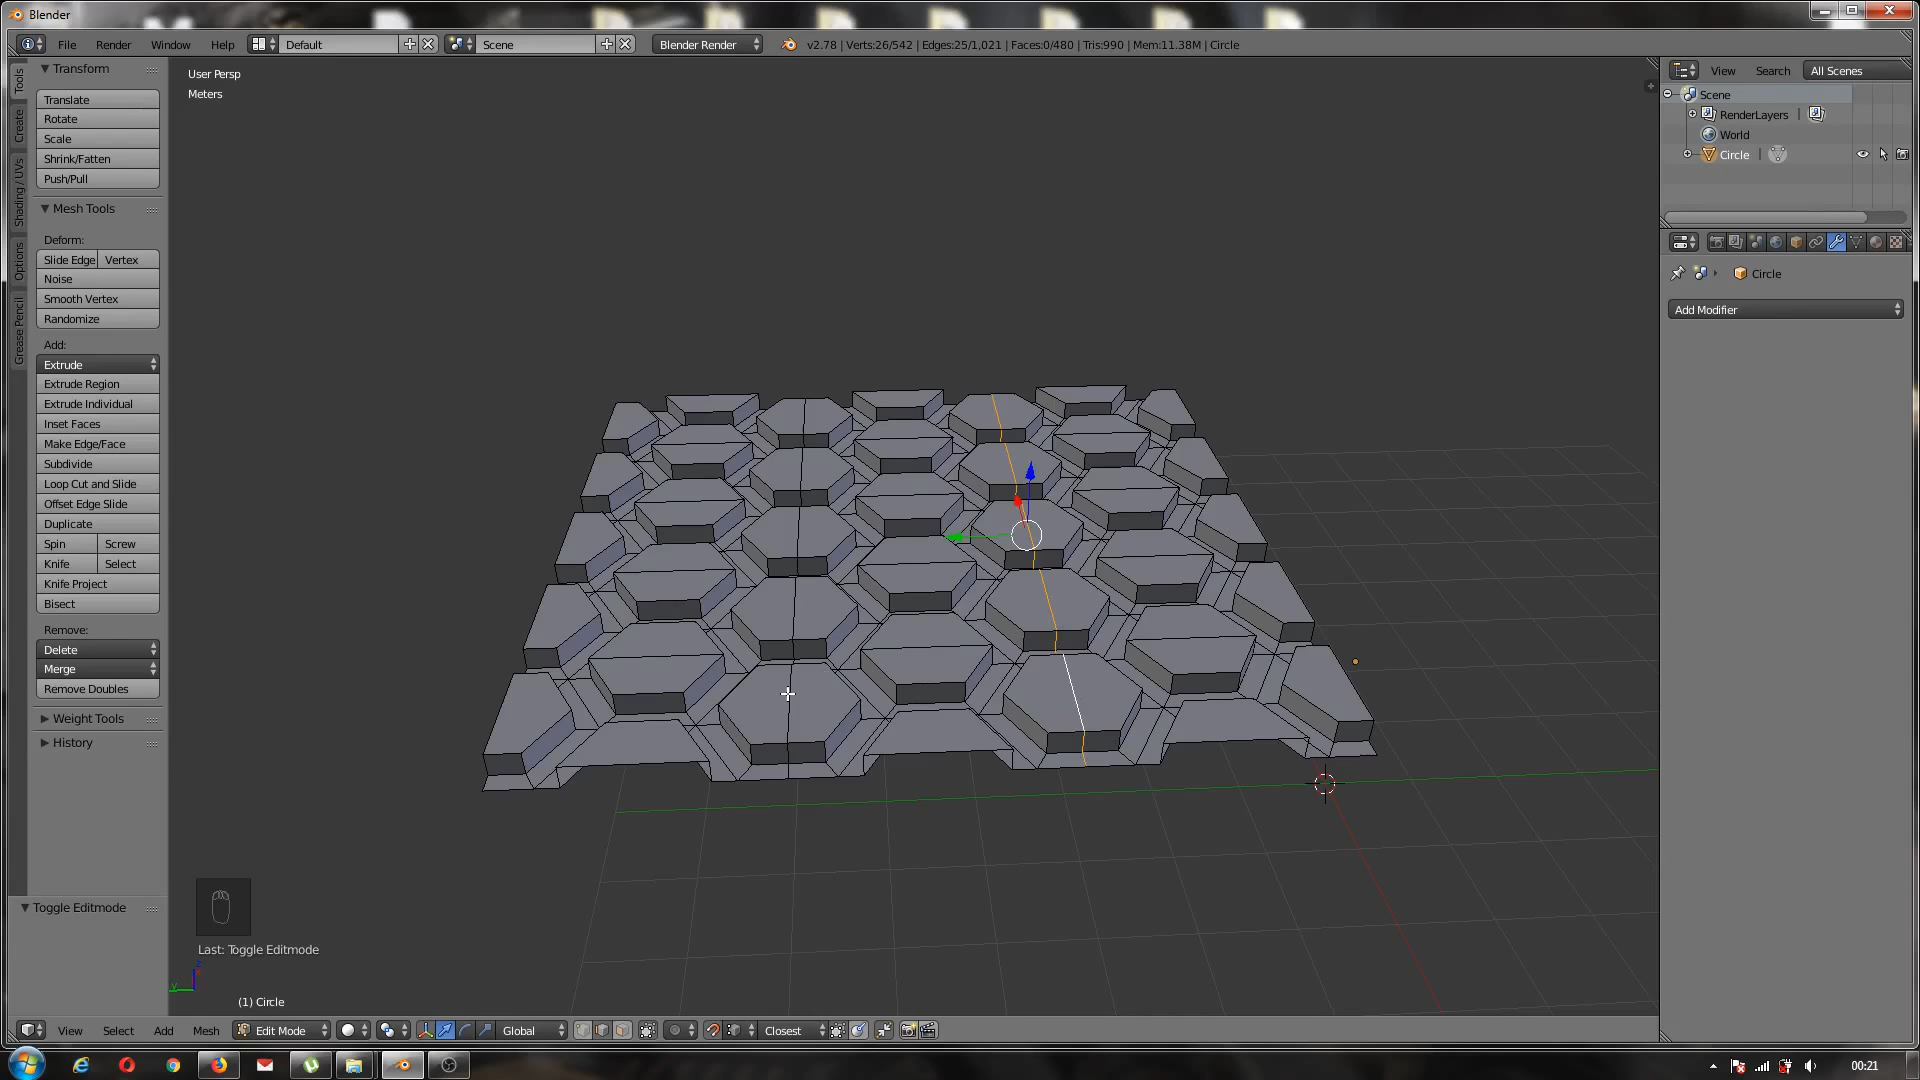 Blender
File Render Window Help Default Scene Blender Render v2.78 | Verts:26/542 | Edges:25/1,021 | Faces:0/480 | Tris:990 | Mem:11.38M | Circle
Tools
Create
Shading / UVs
Options
Grease Pencil
Transform
Translate
Rotate
Scale
Shrink/Fatten
Push/Pull
Mesh Tools
Deform:
Slide Edge Vertex
Noise
Smooth Vertex
Randomize
Add:
Extrude
Extrude Region
Extrude Individual
Inset Faces
Make Edge/Face
Subdivide
Loop Cut and Slide
Offset Edge Slide
Duplicate
Spin Screw
Knife Select
Knife Project
Bisect
Remove:
Delete
Merge
Remove Doubles
Weight Tools
History
Toggle Editmode
User Persp
Meters
Last: Toggle Editmode
z
y
(1) Circle
View Select Add Mesh Edit Mode Global Closest
View Search All Scenes
Scene
RenderLayers |
World
Circle |
Circle
Add Modifier
00:21